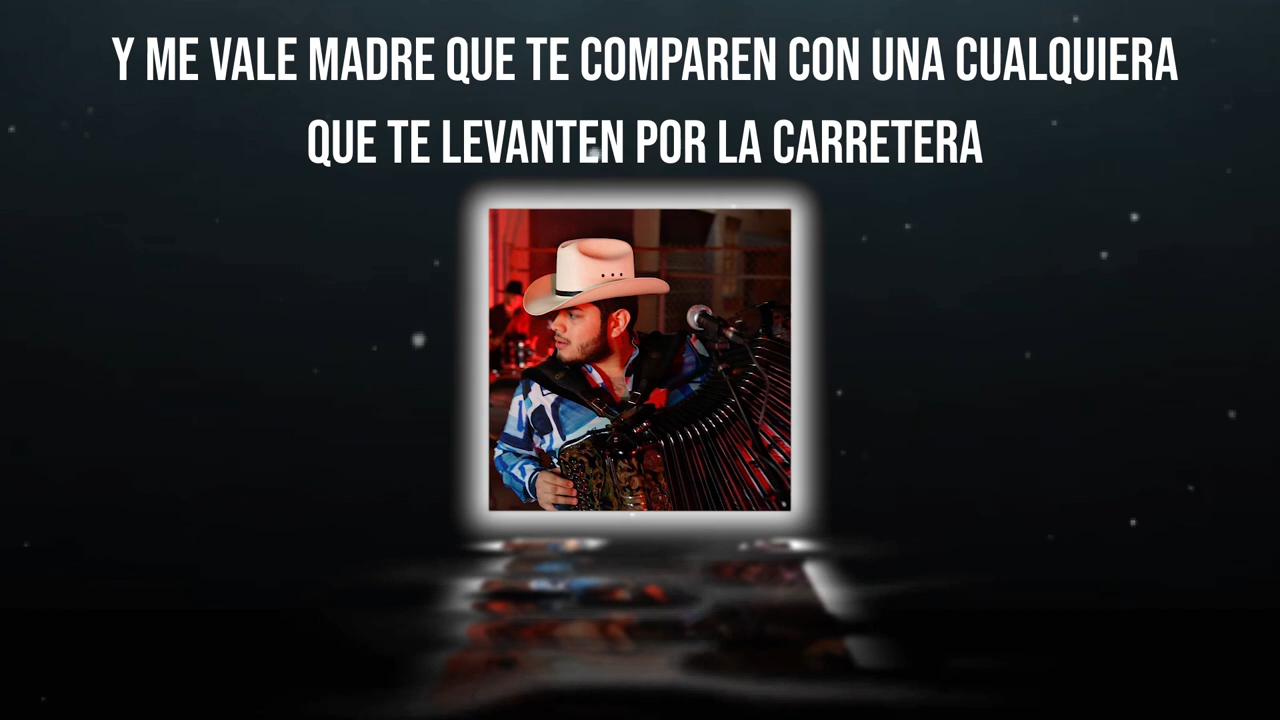 Y ME VALE MADRE QUE TE COMPAREN CON UNA CUALQUIERA
QUE TE LEVANTEN POR LA CARRETERA